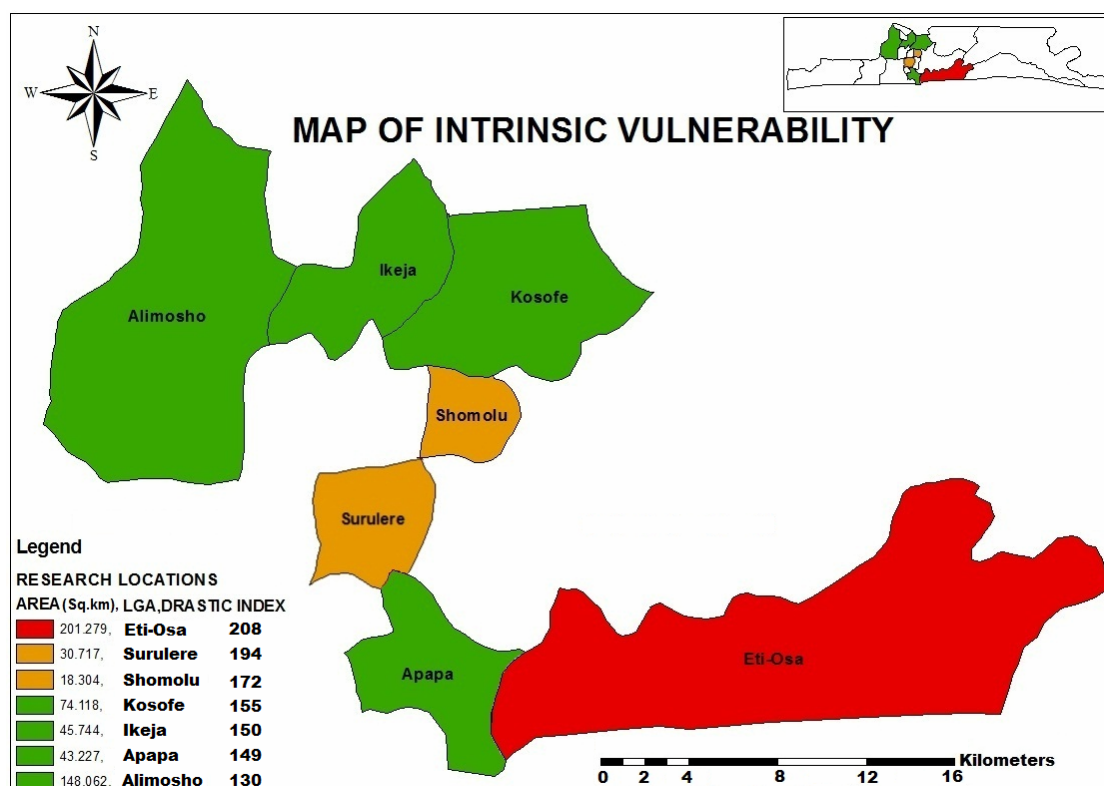 N
W E
S
MAP OF INTRINSIC VULNERABILITY
Ikeja
Kosofe
Alimosho
Shomolu
Surulere
Eti-Osa
Apapa
Legend
RESEARCH LOCATIONS
AREA (Sq.km), LGA,DRASTIC INDEX
201.279, Eti-Osa 208
30.717, Surulere 194
18.304, Shomolu 172
74.118, Kosofe 155
45.744, Ikeja 150
43.227, Apapa 149
148.062, Alimosho 130
Kilometers
0 2 4 8 12 16